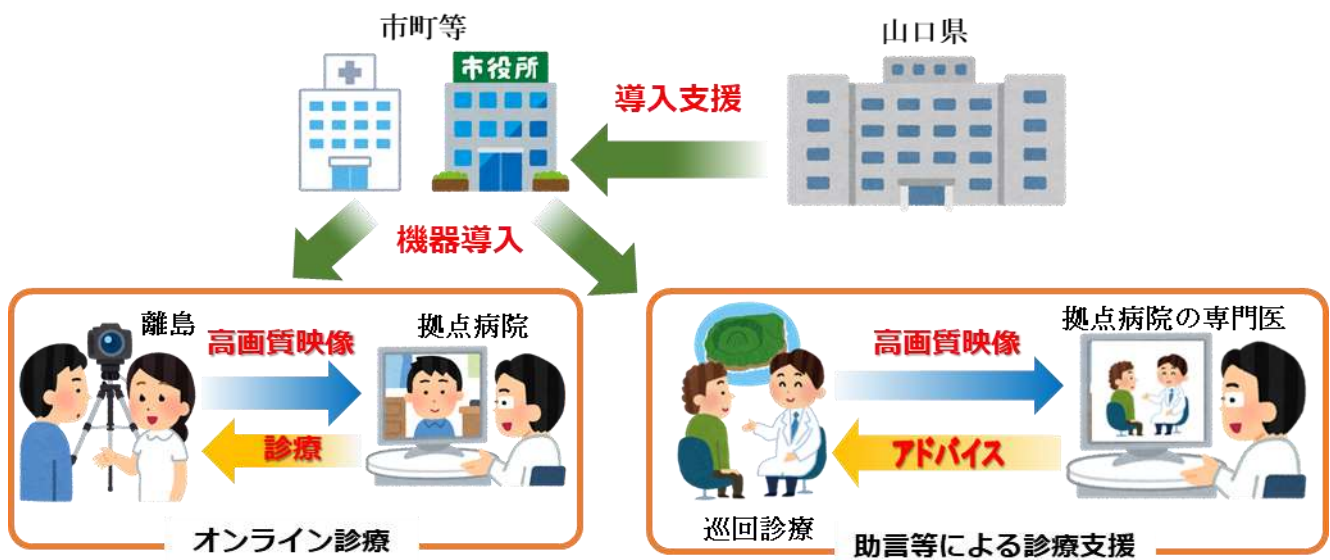 市町等
山口県
市役所
導入支援
機器導入
離島
高画質映像
拠点病院
診療
オンライン診療
高画質映像
拠点病院の専門医
アドバイス
巡回診療
助言等による診療支援